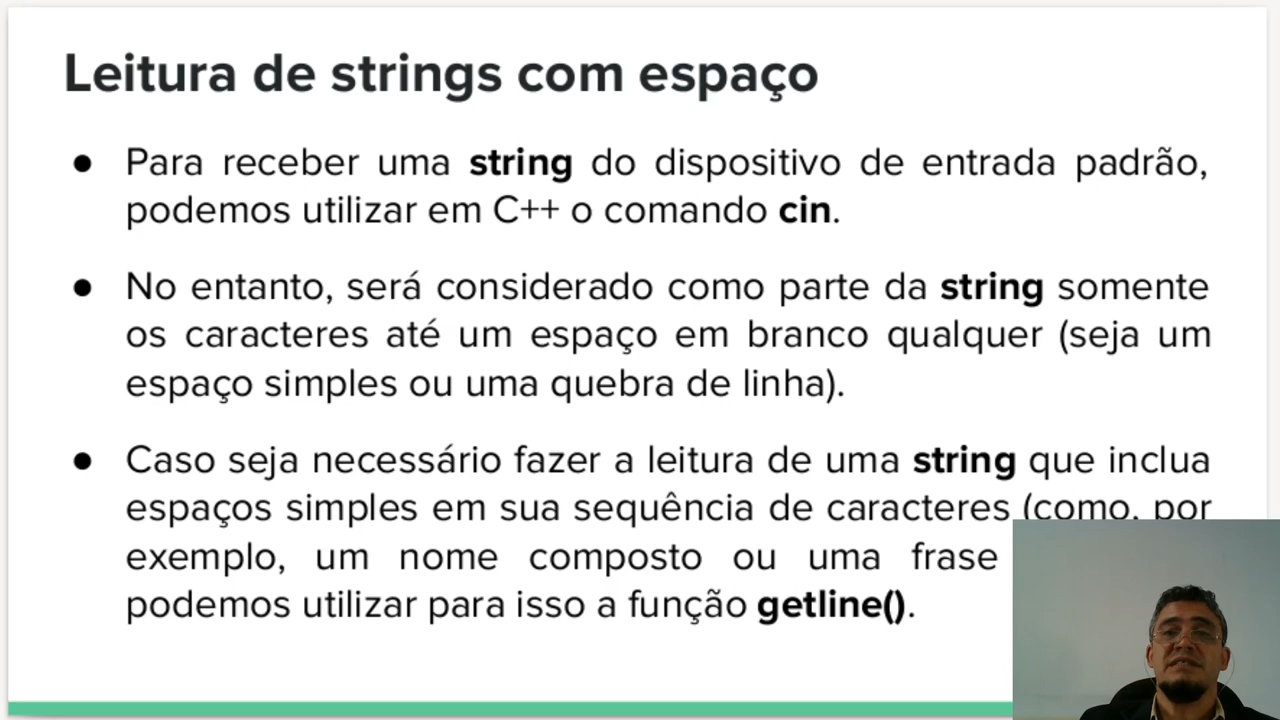 Leitura de strings com espaço
● Para receber uma string do dispositivo de entrada padrão,
podemos utilizar em C++ o comando cin.
● No entanto, será considerado como parte da string somente
os caracteres até um espaço em branco qualquer (seja um
espaço simples ou uma quebra de linha).
● Caso seja necessário fazer a leitura de uma string que inclua
espaços simples em sua sequência de caracteres (como, por
exemplo, um nome composto ou uma frase
podemos utilizar para isso a função getline().